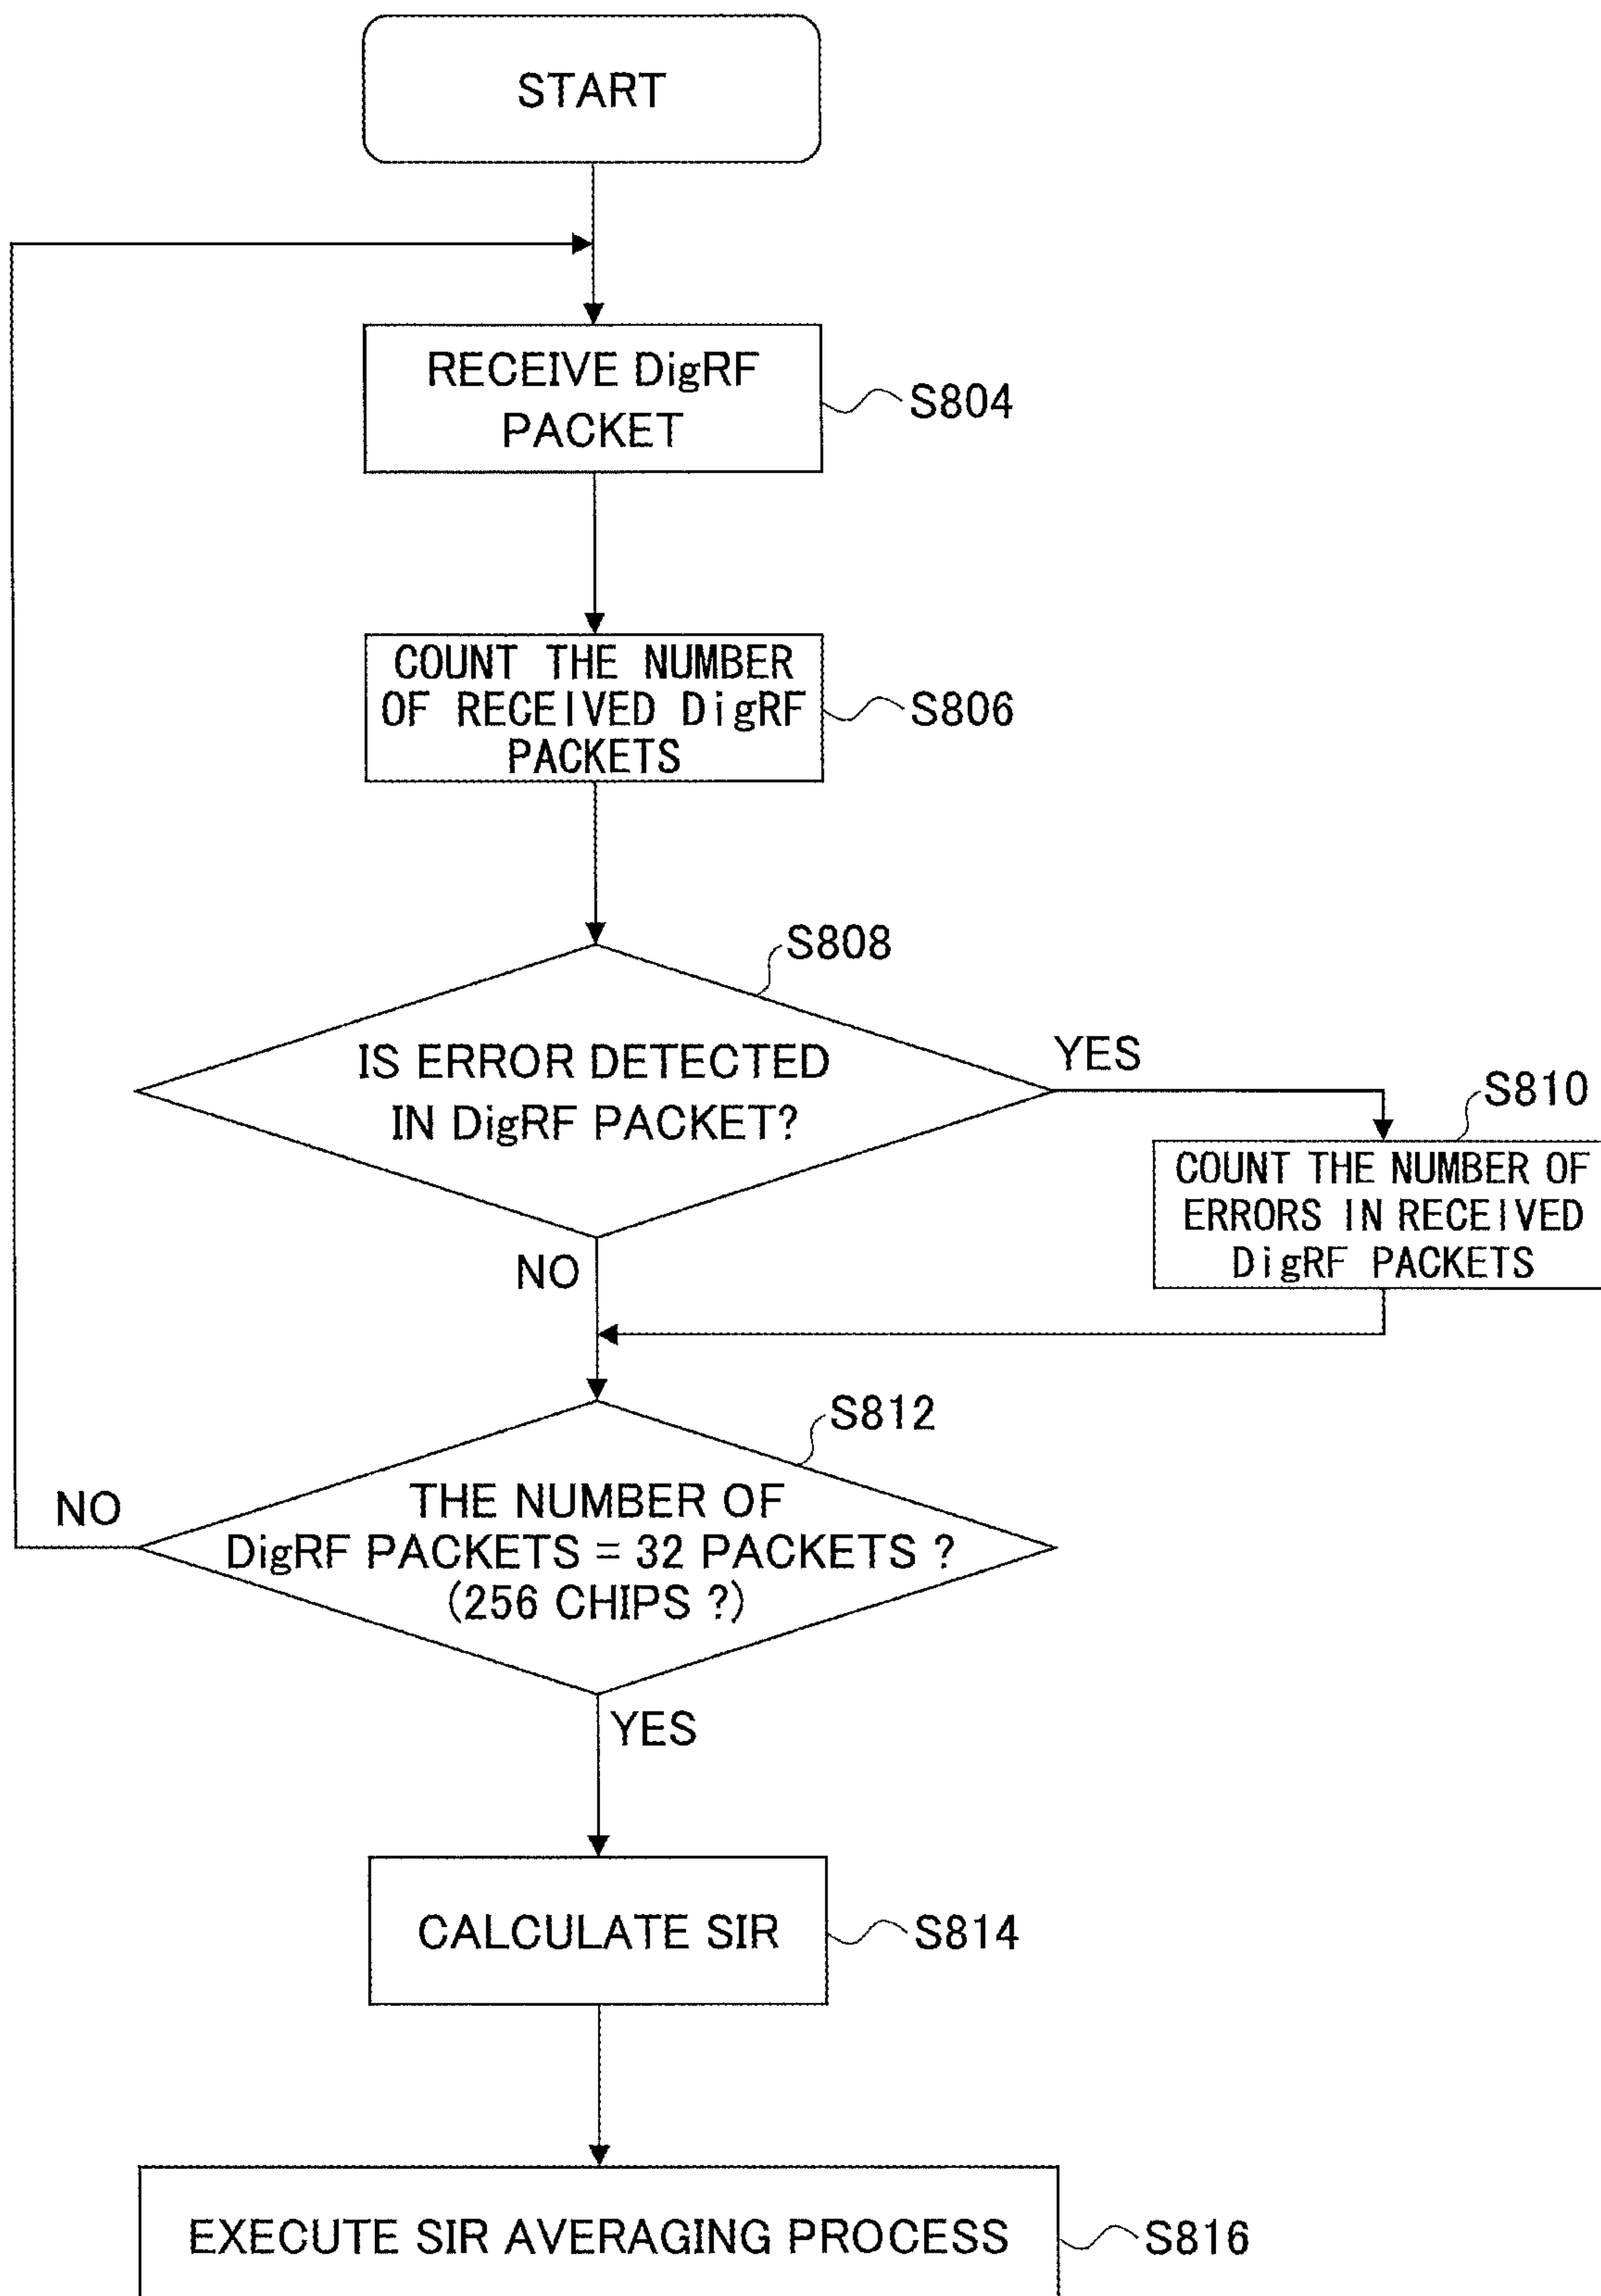 START
RECEIVE DigRF
PACKET
S804
COUNT THE NUMBER
OF RECEIVED DigRF
PACKETS
S806
S808
IS ERROR DETECTED
IN DigRF PACKET?
YES
S810
COUNT THE NUMBER OF
ERRORS IN RECEIVED
DigRF PACKETS
NO
S812
THE NUMBER OF
DigRF PACKETS = 32 PACKETS ?
(256 CHIPS ?)
NO
YES
CALCULATE SIR
S814
EXECUTE SIR AVERAGING PROCESS
S816